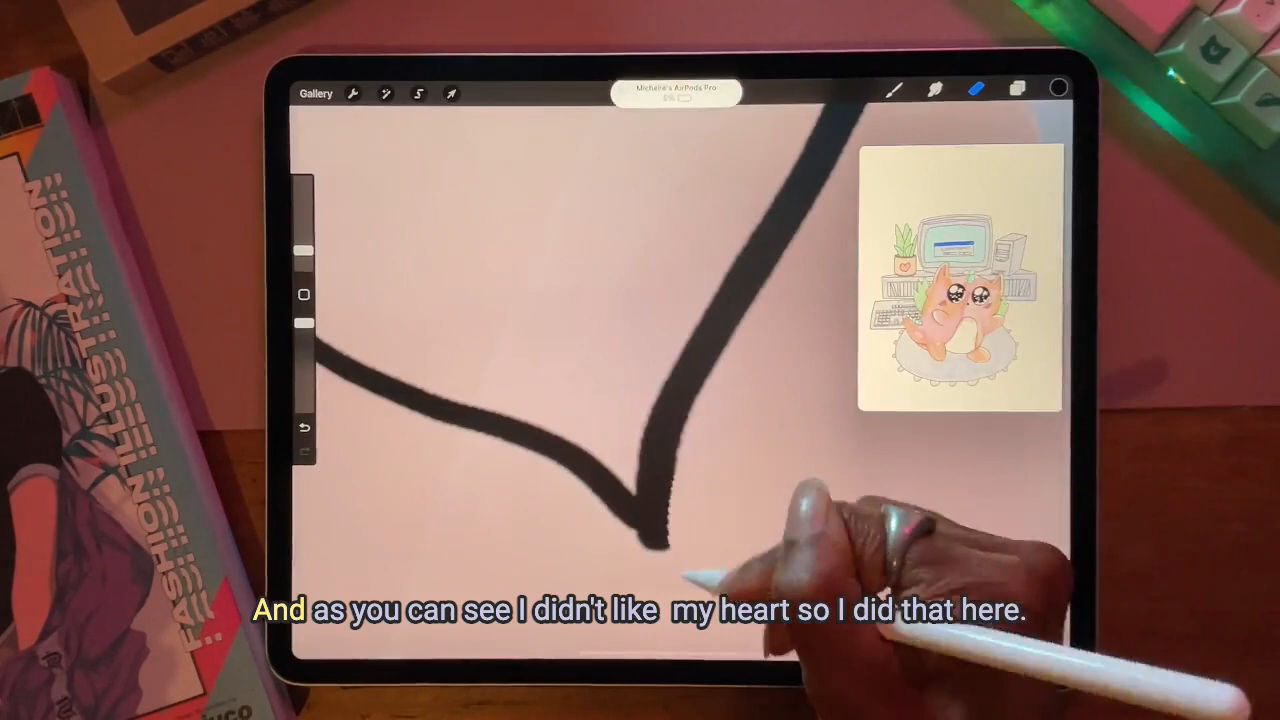 Gallery
Michelle's AirPods Pro
FASHION ILLUSTRATION
And as you can see I didn't like  my heart so I did that here.